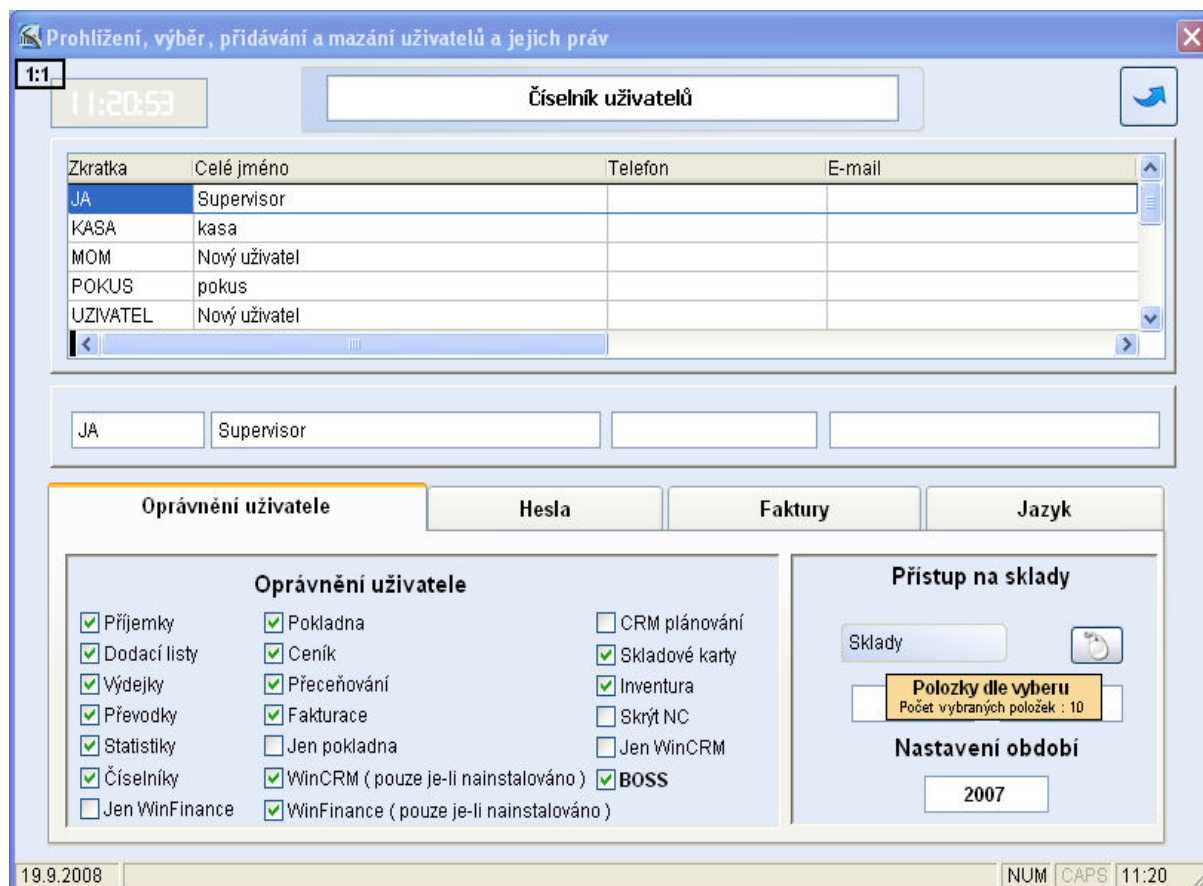 Prohlížení, výběr, přidávání a mazání uživatelů a jejich práv
1:1
11:20:53
Číselník uživatelů
Zkratka Celé jméno Telefon E-mail
JA Supervisor
KASA kasa
MOM Nový uživatel
POKUS pokus
UZIVATEL Nový uživatel
JA Supervisor
Oprávnění uživatele Hesla Faktury Jazyk
Oprávnění uživatele
Příjemky Pokladna CRM plánování
Dodací listy Ceník Skladové karty
Výdejky Přeceňování Inventura
Převodky Fakturace Skrýt NC
Statistiky Jen pokladna Jen WinCRM
Číselníky WinCRM ( pouze je-li nainstalováno ) BOSS
Jen WinFinance WinFinance ( pouze je-li nainstalováno )
Přístup na sklady
Sklady
Polozky dle vyberu
Počet vybraných položek : 10
Nastavení období
2007
19.9.2008 NUM CAPS 11:20